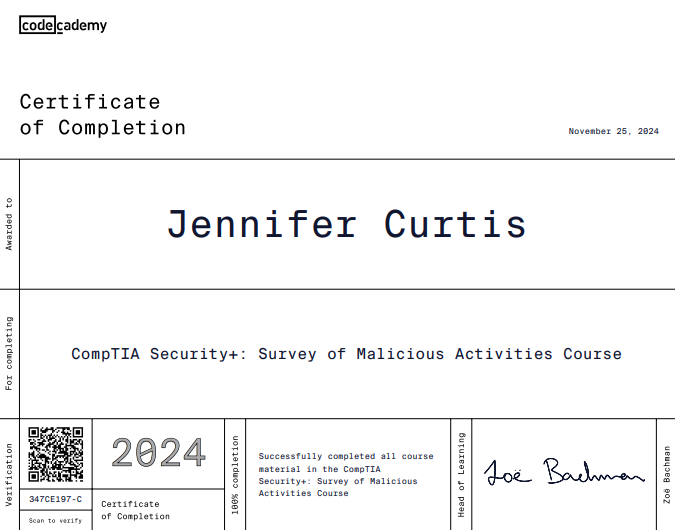 codecademy
Certificate
of Completion
November 25, 2024
Awarded to
Jennifer Curtis
For completing
CompTIA Security+: Survey of Malicious Activities Course
Verification
347CE197-C
Scan to verify
2024
Certificate
of Completion
100% completion
Successfully completed all course
material in the CompTIA
Security+: Survey of Malicious
Activities Course
Head of Learning
Zoë Bachman
Zoë Bachman